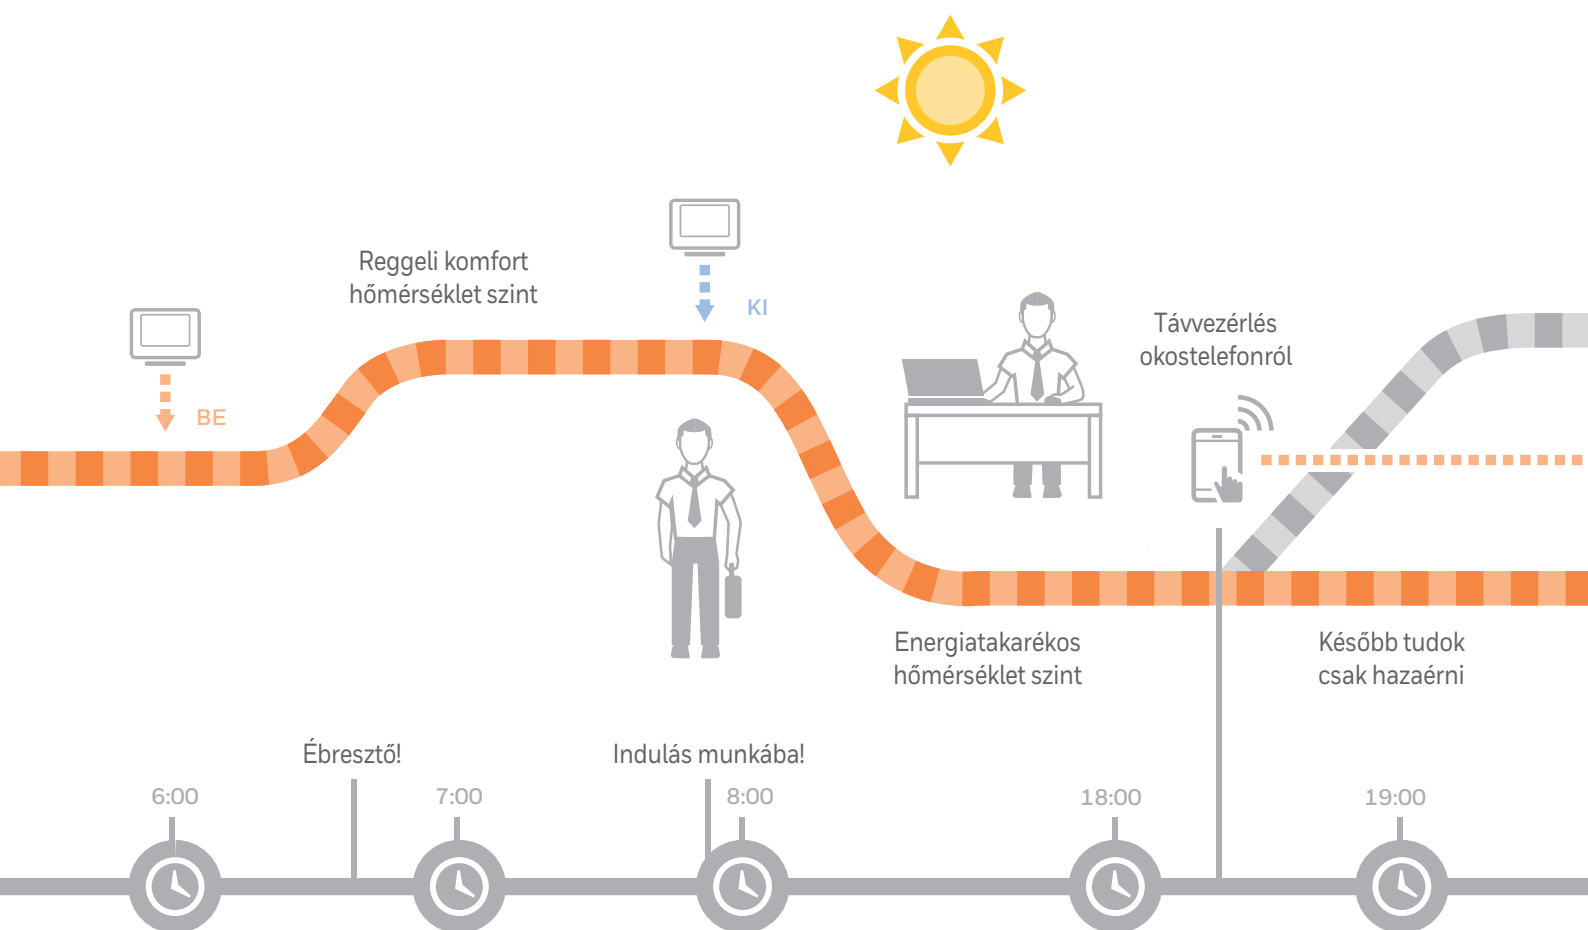 Reggeli komfort
hőmérséklet szint
KI
BE
Távvezérlés
okostelefonról
Energiatakarékos
hőmérséklet szint
Később tudok
csak hazaérni
Ébresztő!
Indulás munkába!
6:00
7:00
8:00
18:00
19:00